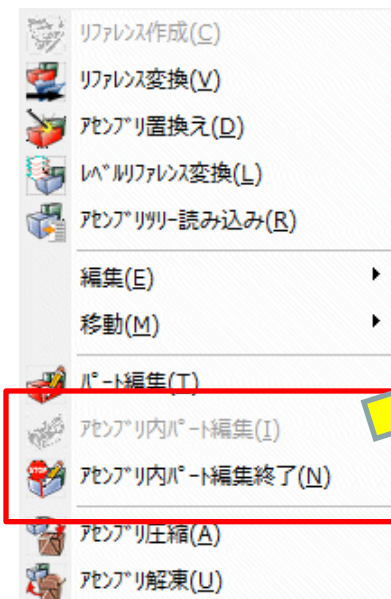 ﾘﾌｧﾚﾝｽ作成(C)
ﾘﾌｧﾚﾝｽ変換(V)
ｱｾﾝﾌﾞﾘ置換え(D)
ﾚﾍﾞﾙﾘﾌｧﾚﾝｽ変換(L)
ｱｾﾝﾌﾞﾘﾂﾘｰ読み込み(R)
編集(E)
移動(M)
ﾊﾟｰﾄ編集(T)
ｱｾﾝﾌﾞﾘ内ﾊﾟｰﾄ編集(I)
STOP ｱｾﾝﾌﾞﾘ内ﾊﾟｰﾄ編集終了(N)
ｱｾﾝﾌﾞﾘ圧縮(A)
ｱｾﾝﾌﾞﾘ解凍(U)